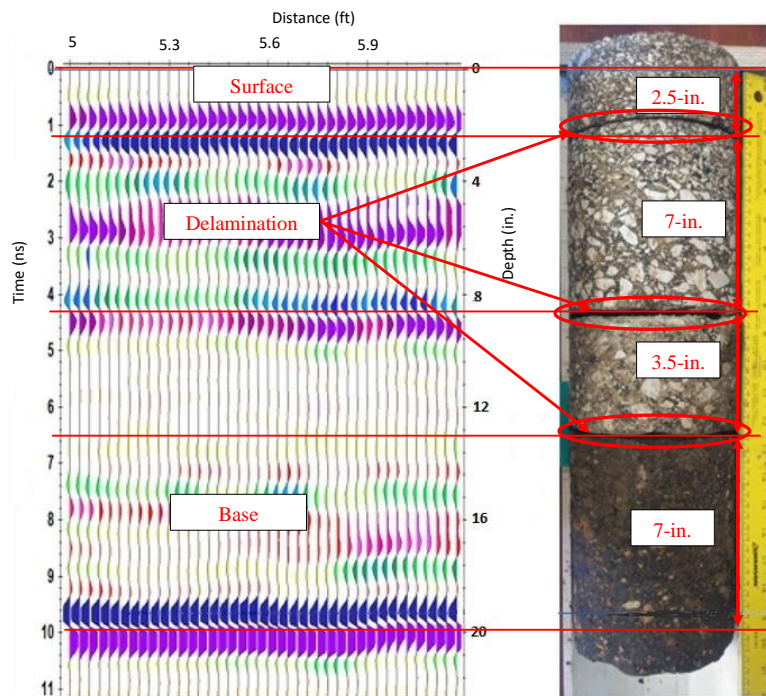 Distance (ft)
5 5.3 5.6 5.9
0 0
Surface
2.5-in.
1
2 4
Delamination
7-in.
3
Time (ns)
Depth (in.)
4 8
5
3.5-in.
6 12
7
Base
8 16
7-in.
9
10 20
11